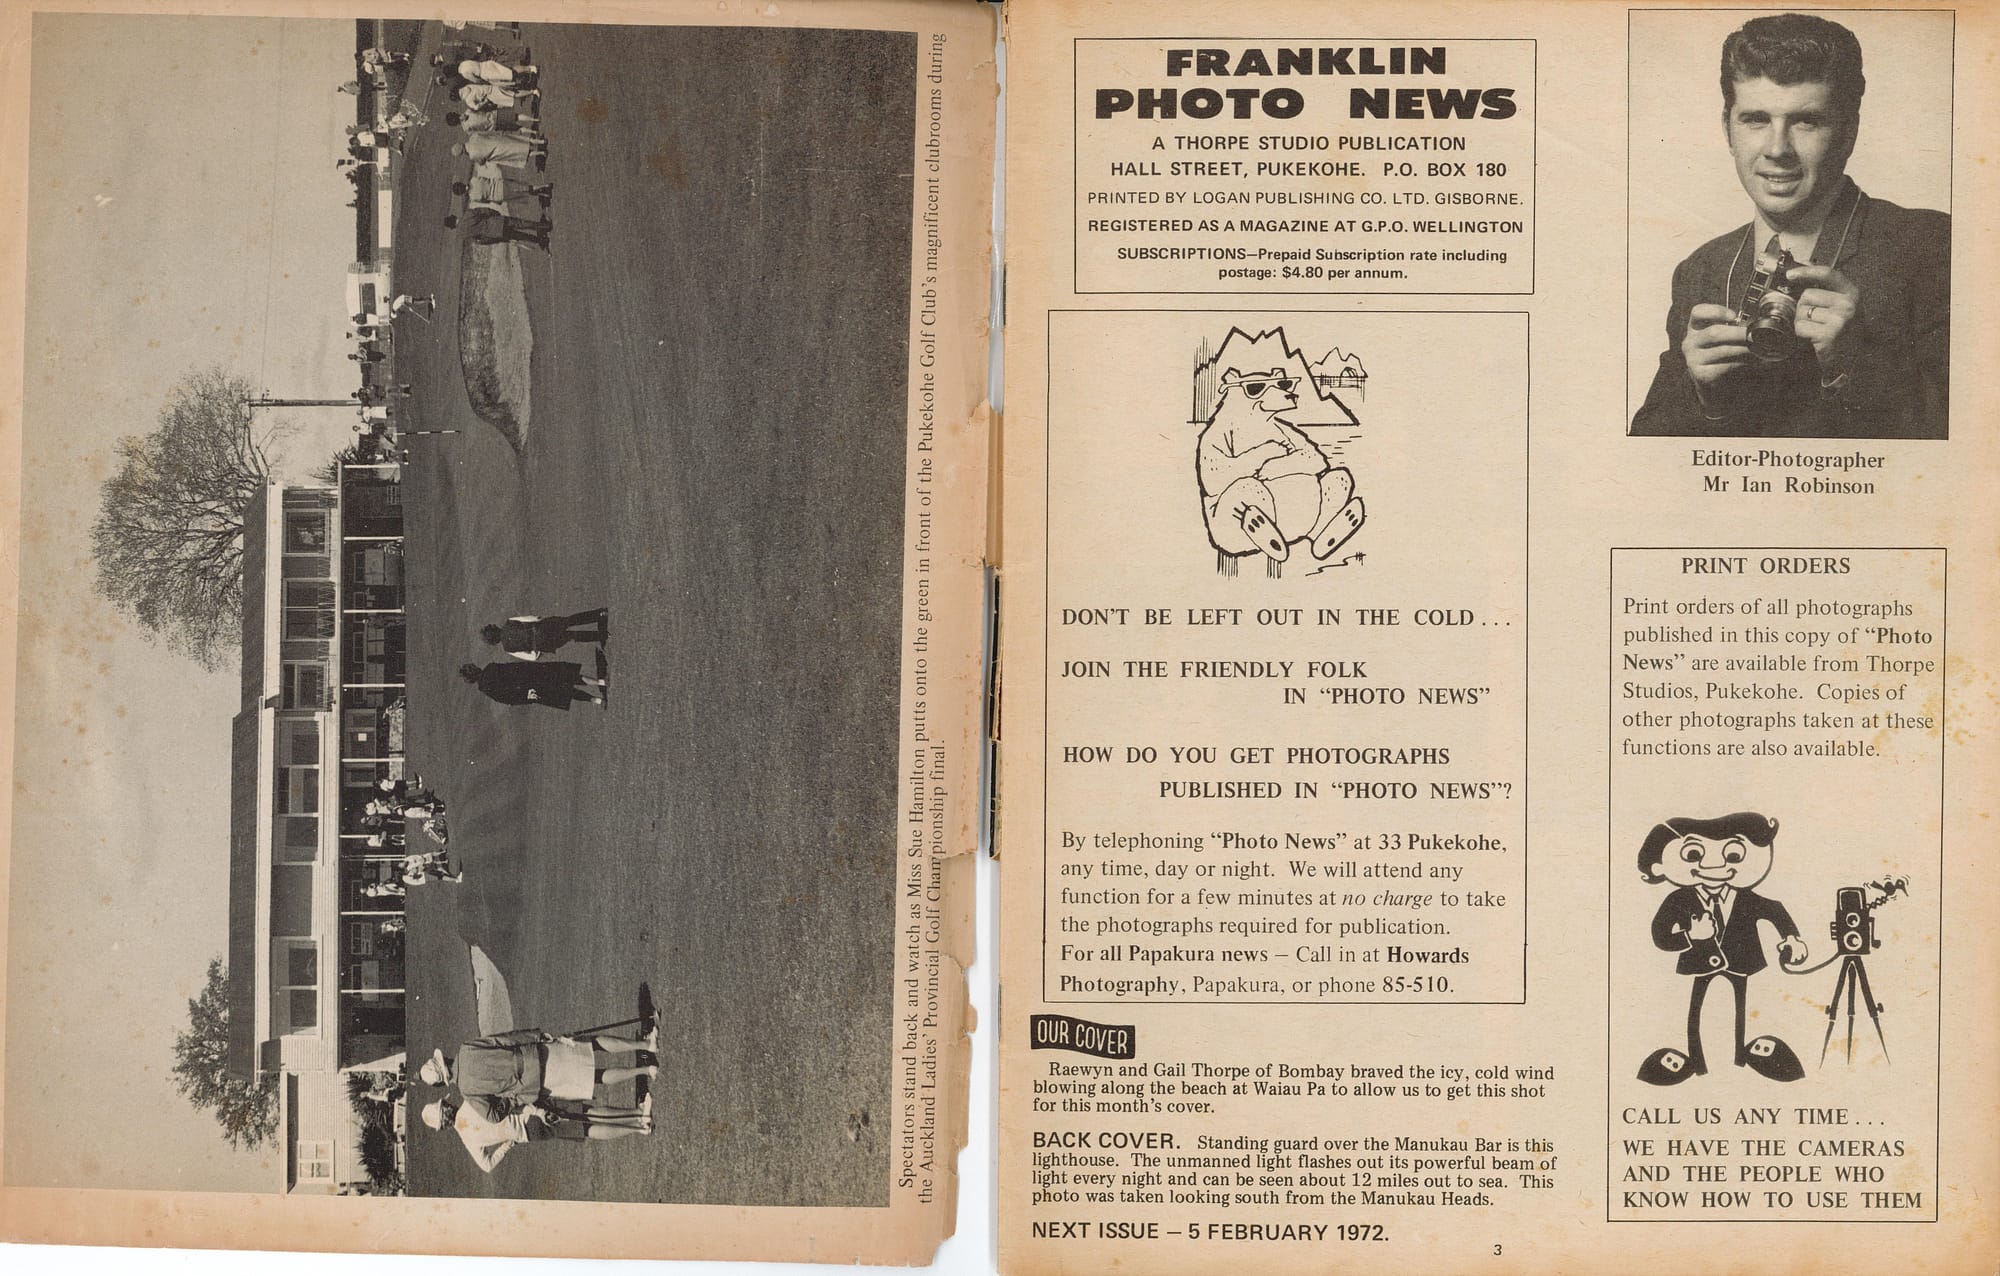 Spectators stand back and watch as Miss Sue Hamilton putts onto the green in front of the Pukekohe Golf Club's magnificent clubrooms during
the Auckland Ladies' Provincial Golf Championship final.
FRANKLIN
PHOTO NEWS
A THORPE STUDIO PUBLICATION
HALL STREET, PUKEKOHE. P.O. BOX 180
PRINTED BY LOGAN PUBLISHING CO. LTD. GISBORNE.
REGISTERED AS A MAGAZINE AT G.P.O. WELLINGTON
SUBSCRIPTIONS—Prepaid Subscription rate including
postage: $4.80 per annum.
DON'T BE LEFT OUT IN THE COLD...
JOIN THE FRIENDLY FOLK
IN “PHOTO NEWS”
HOW DO YOU GET PHOTOGRAPHS
PUBLISHED IN “PHOTO NEWS”?
By telephoning “Photo News” at 33 Pukekohe,
any time, day or night. We will attend any
function for a few minutes at no charge to take
the photographs required for publication.
For all Papakura news – Call in at Howards
Photography, Papakura, or phone 85-510.
OUR COVER
Raewyn and Gail Thorpe of Bombay braved the icy, cold wind
blowing along the beach at Waiau Pa to allow us to get this shot
for this month's cover.
BACK COVER. Standing guard over the Manukau Bar is this
lighthouse. The unmanned light flashes out its powerful beam of
light every night and can be seen about 12 miles out to sea. This
photo was taken looking south from the Manukau Heads.
NEXT ISSUE – 5 FEBRUARY 1972.
Editor-Photographer
Mr Ian Robinson
PRINT ORDERS
Print orders of all photographs
published in this copy of “Photo
News” are available from Thorpe
Studios, Pukekohe. Copies of
other photographs taken at these
functions are also available.
CALL US ANY TIME...
WE HAVE THE CAMERAS
AND THE PEOPLE WHO
KNOW HOW TO USE THEM
3